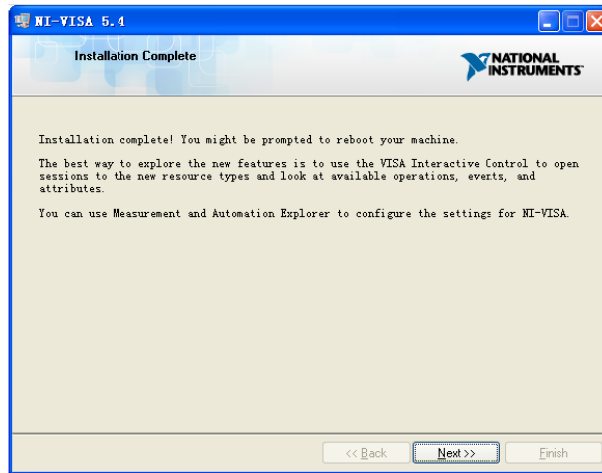 NI-VISA 5.4
Installation Complete
NATIONAL
INSTRUMENTS
Installation complete! You might be prompted to reboot your machine.
The best way to explore the new features is to use the VISA Interactive Control to open
sessions to the new resource types and look at available operations, events, and
attributes.
You can use Measurement and Automation Explorer to configure the settings for NI-VISA.
<< Back
Next >>
Finish